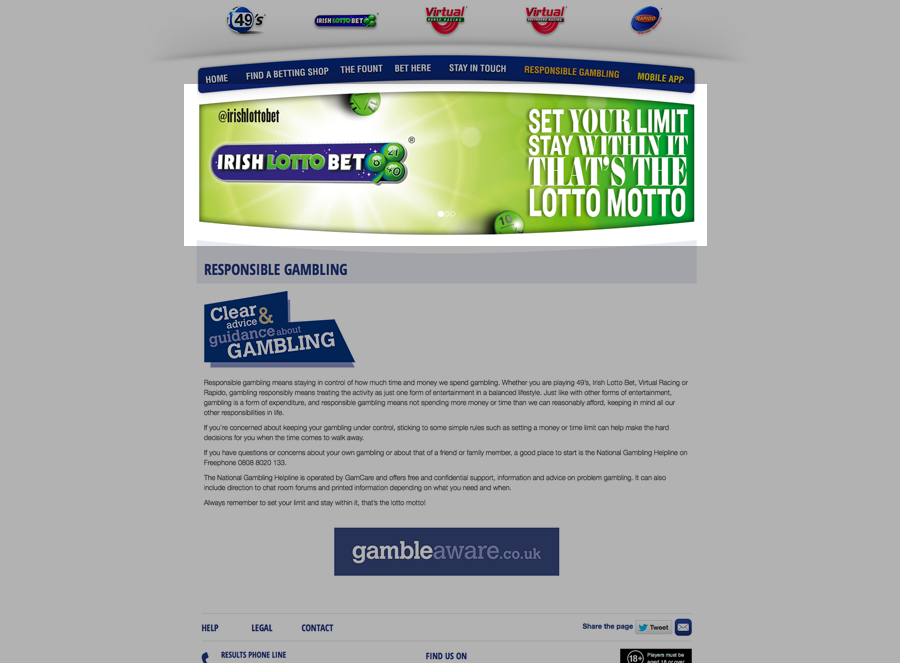 49's
IRISH LOTTO BET
Virtual
HORSE RACING
Virtual
GREYHOUND RACING
RAPIDO
HOME
FIND A BETTING SHOP
THE FOUNT
BET HERE
STAY IN TOUCH
RESPONSIBLE GAMBLING
MOBILE APP
@irishlottobet
IRISH LOTTO BET ®
SET YOUR LIMIT
STAY WITHIN IT
THAT'S THE
LOTTO MOTTO
10
RESPONSIBLE GAMBLING
Clear &
advice
guidance about
GAMBLING
Responsible gambling means staying in control of how much time and money we spend gambling. Whether you are playing 49's, Irish Lotto Bet, Virtual Racing or
Rapido, gambling responsibly means treating the activity as just one form of entertainment in a balanced lifestyle. Just like with other forms of entertainment,
gambling is a form of expenditure, and responsible gambling means not spending more money or time than we can reasonably afford, keeping in mind all our
other responsibilities in life.
If you're concerned about keeping your gambling under control, sticking to some simple rules such as setting a money or time limit can help make the hard
decisions for you when the time comes to walk away.
If you have questions or concerns about your own gambling or about that of a friend or family member, a good place to start is the National Gambling Helpline on
Freephone 0808 8020 133.
The National Gambling Helpline is operated by GamCare and offers free and confidential support, information and advice on problem gambling. It can also
include direction to chat room forums and printed information depending on what you need and when.
Always remember to set your limit and stay within it, that's the lotto motto!
gambleaware.co.uk
HELP
LEGAL
CONTACT
Share the page
Tweet
RESULTS PHONE LINE
FIND US ON
18+
Players must be
aged 18 or over